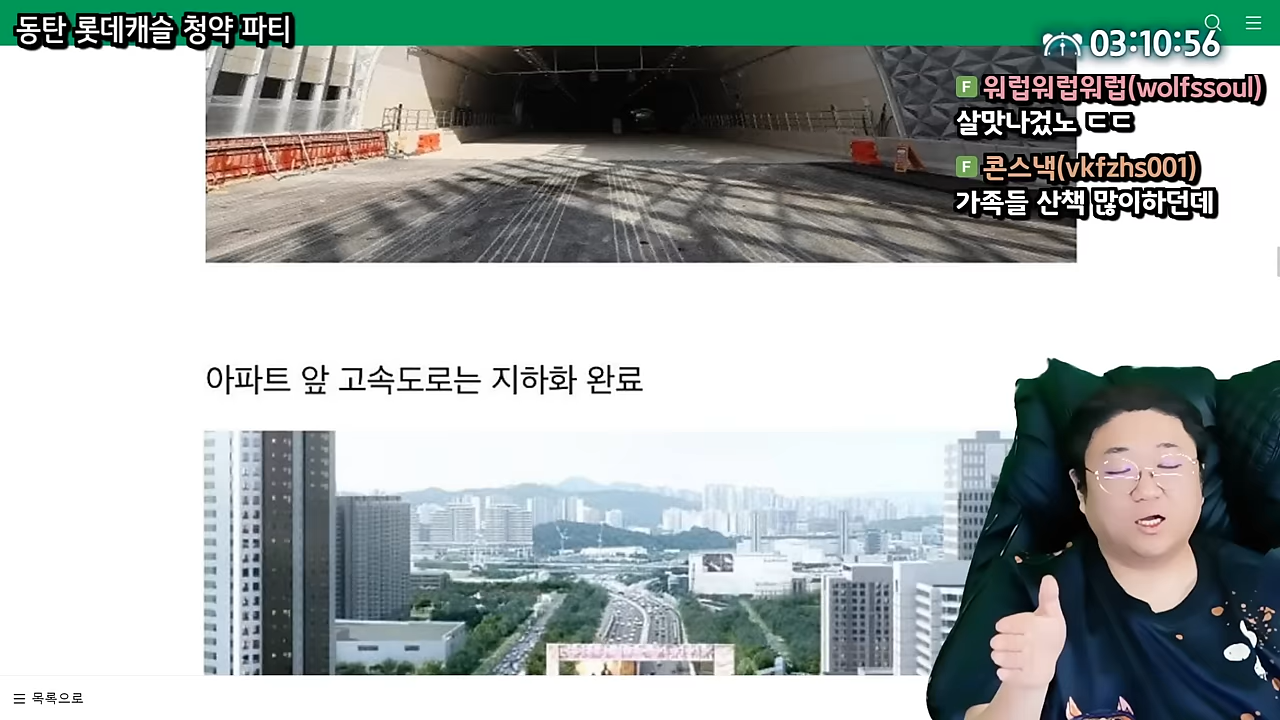 동탄 롯데캐슬 청약 파티
03:10:56
F 워럽워럽워럽(wolfssoul)
살맛나겄노 ㄷㄷ
F 콘스낵(vkfzhs001)
가족들 산책 많이하던데
아파트 앞 고속도로는 지하화 완료
목록으로